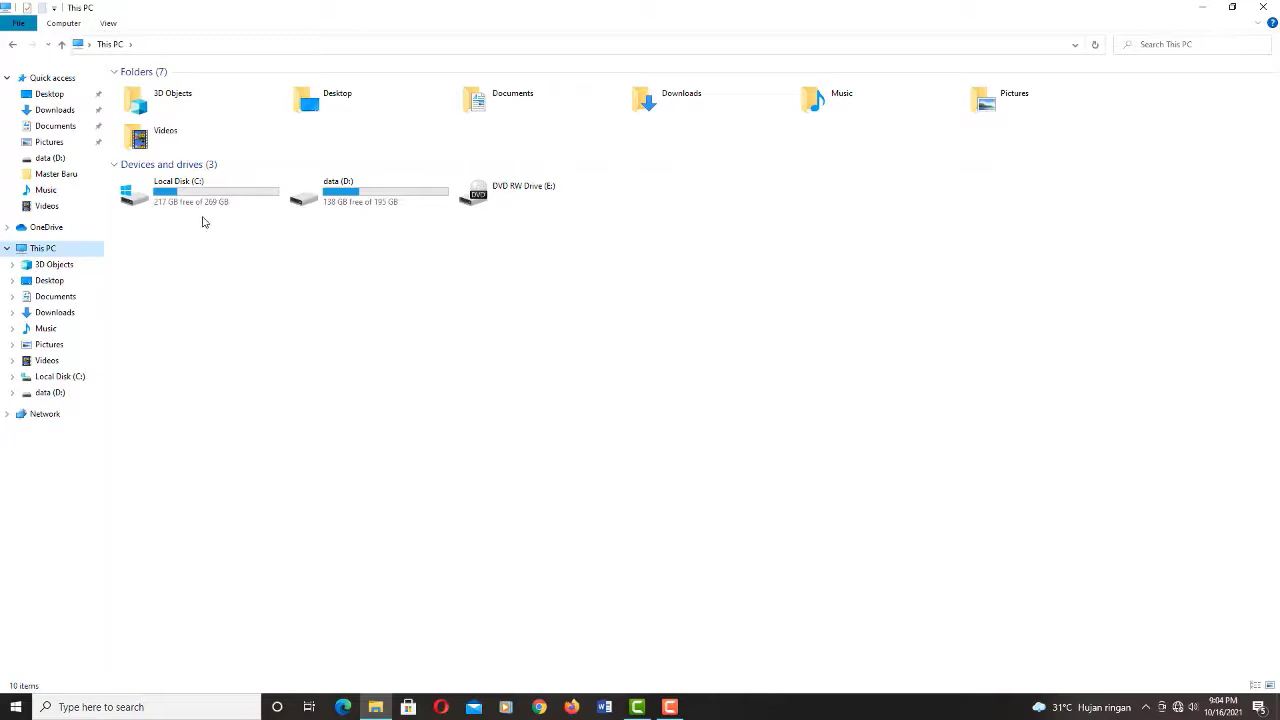 This PC
File Computer View
This PC
Search This PC
Quick access
Desktop
Downloads
Documents
Pictures
data (D:)
Master Baru
Music
Videos
OneDrive
This PC
3D Objects
Desktop
Documents
Downloads
Music
Pictures
Videos
Local Disk (C:)
data (D:)
Network
Folders (7)
3D Objects
Desktop
Documents
Downloads
Music
Pictures
Videos
Devices and drives (3)
Local Disk (C:)
217 GB free of 269 GB
data (D:)
138 GB free of 195 GB
DVD
DVD RW Drive (E:)
10 items
Type here to search
31°C Hujan ringan
9:04 PM
10/16/2021